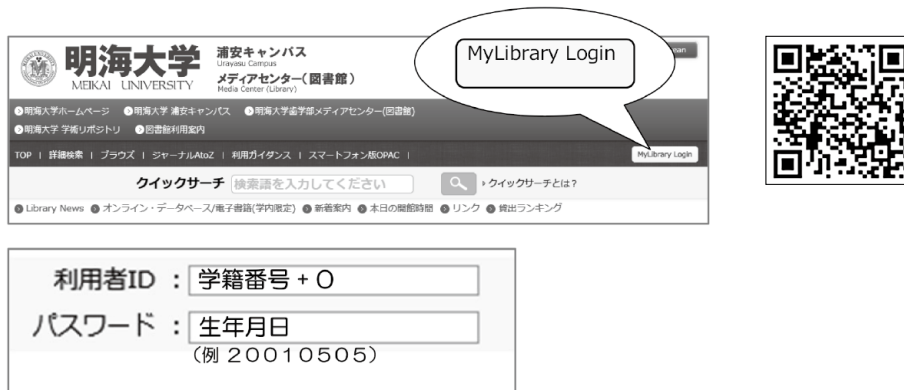 明海大学
MEIKAI UNIVERSITY
浦安キャンパス
Urayasu Campus
メディアセンター(図書館)
Media Center (Library)
MyLibrary Login
明海大学ホームページ 明海大学 浦安キャンパス 明海大学歯学部メディアセンター(図書館)
明海大学 学術リポジトリ 図書館利用案内
TOP | 詳細検索 | ブラウズ | ジャーナルAtoZ | 利用ガイダンス | スマートフォン版OPAC |
MyLibrary Login
クイックサーチ 検索語を入力してください クイックサーチとは?
Library News オンライン・データベース/電子書籍(学内限定) 新着案内 本日の開館時間 リンク 貸出ランキング
利用者ID : 学籍番号 + 0
パスワード : 生年月日
(例 20010505)